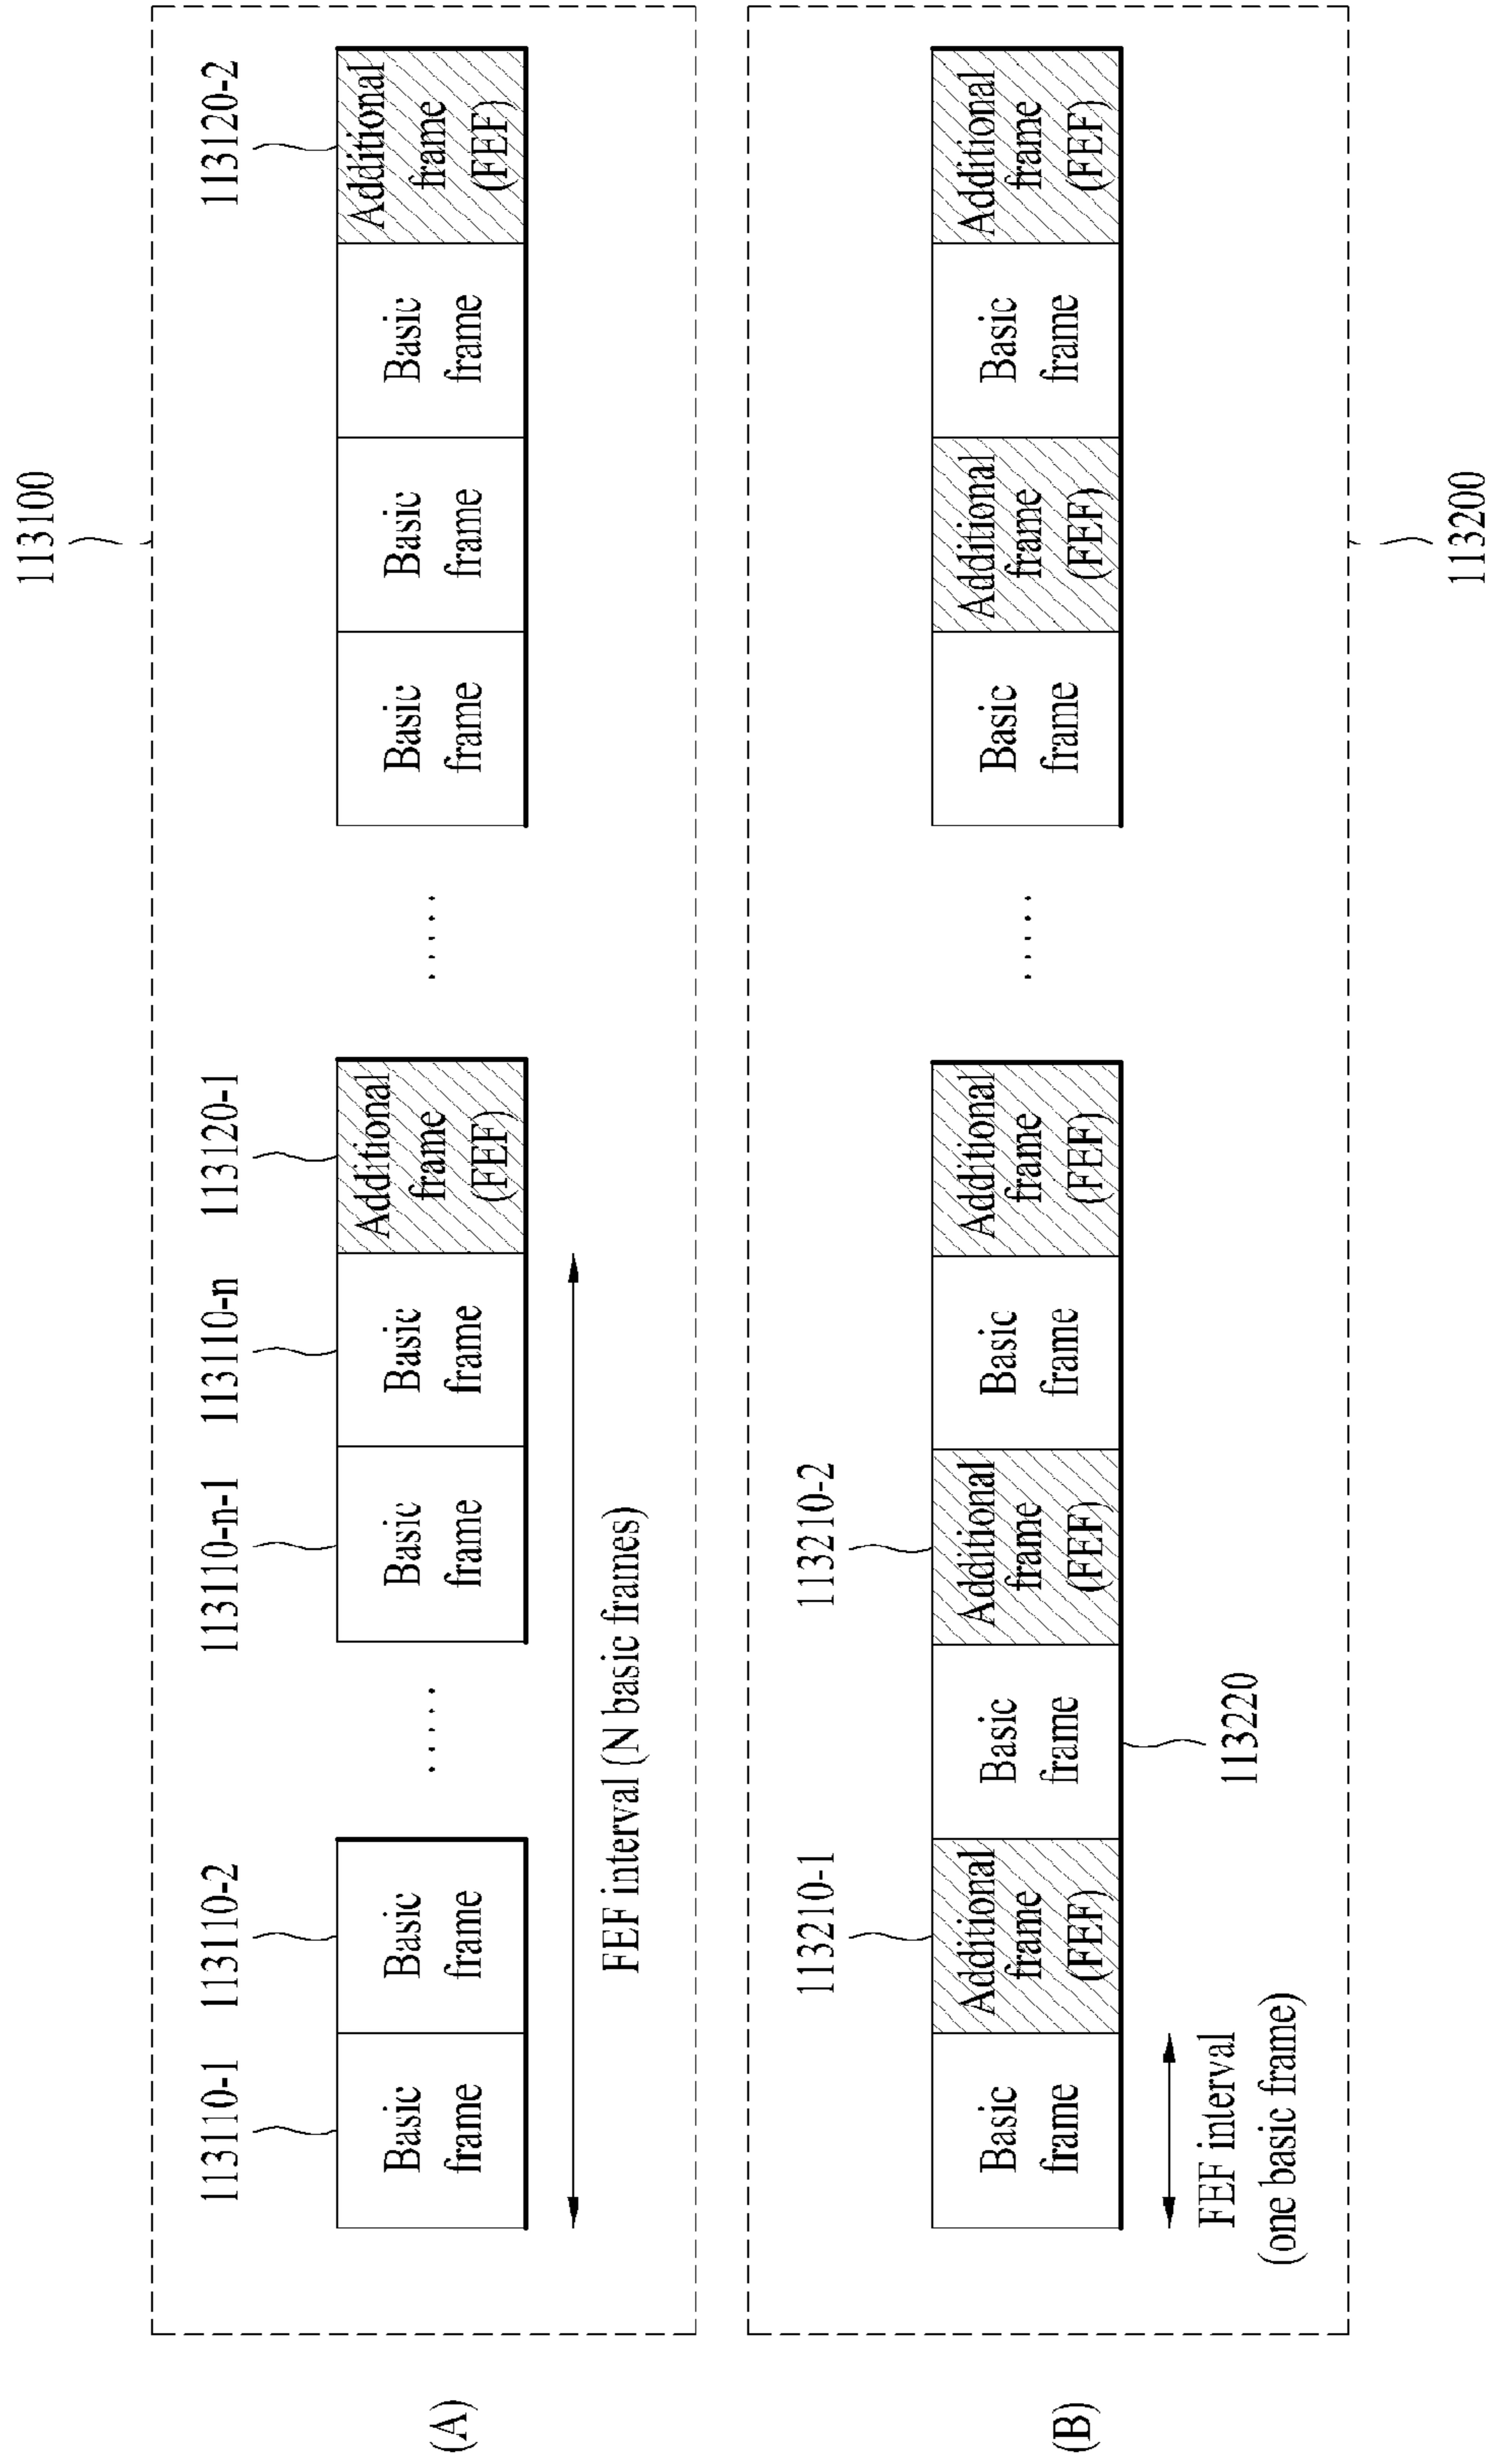 113100
113110-1
113110-2
113110-n-1
113110-n
113120-1
113120-2
(A)
Basic
frame
Basic
frame
.....
Basic
frame
Basic
frame
Additional
frame
(FEF)
.....
Basic
frame
Basic
frame
Basic
frame
Additional
frame
(FEF)
FEF interval (N basic frames)
113210-1
113210-2
(B)
Basic
frame
Additional
frame
(FEF)
Basic
frame
Additional
frame
(FEF)
Basic
frame
Additional
frame
(FEF)
.....
Basic
frame
Additional
frame
(FEF)
Basic
frame
Additional
frame
(FEF)
FEF interval
(one basic frame)
113220
113200